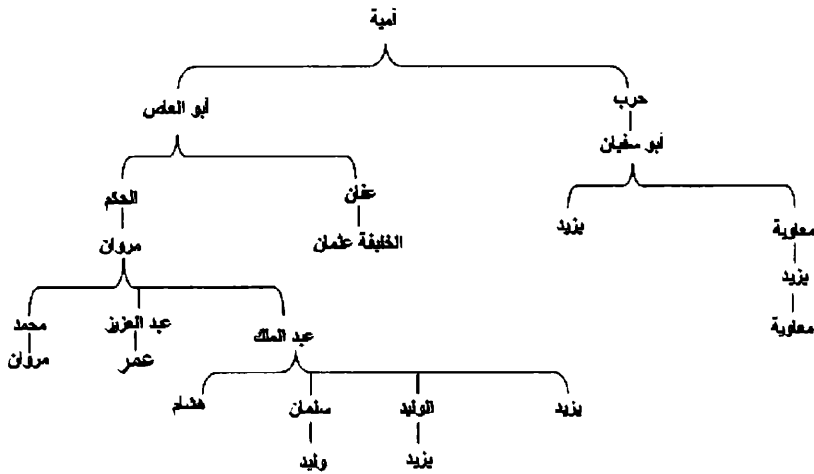 أمية
حرب
أبو العاص
أبو سفيان
عفان
الحكم
معاوية
يزيد
الخليفة عثمان
مروان
يزيد
معاوية
عبد الملك
عبد العزيز
محمد
عمر
مروان
يزيد
الوليد
سلمان
هشام
يزيد
وليد